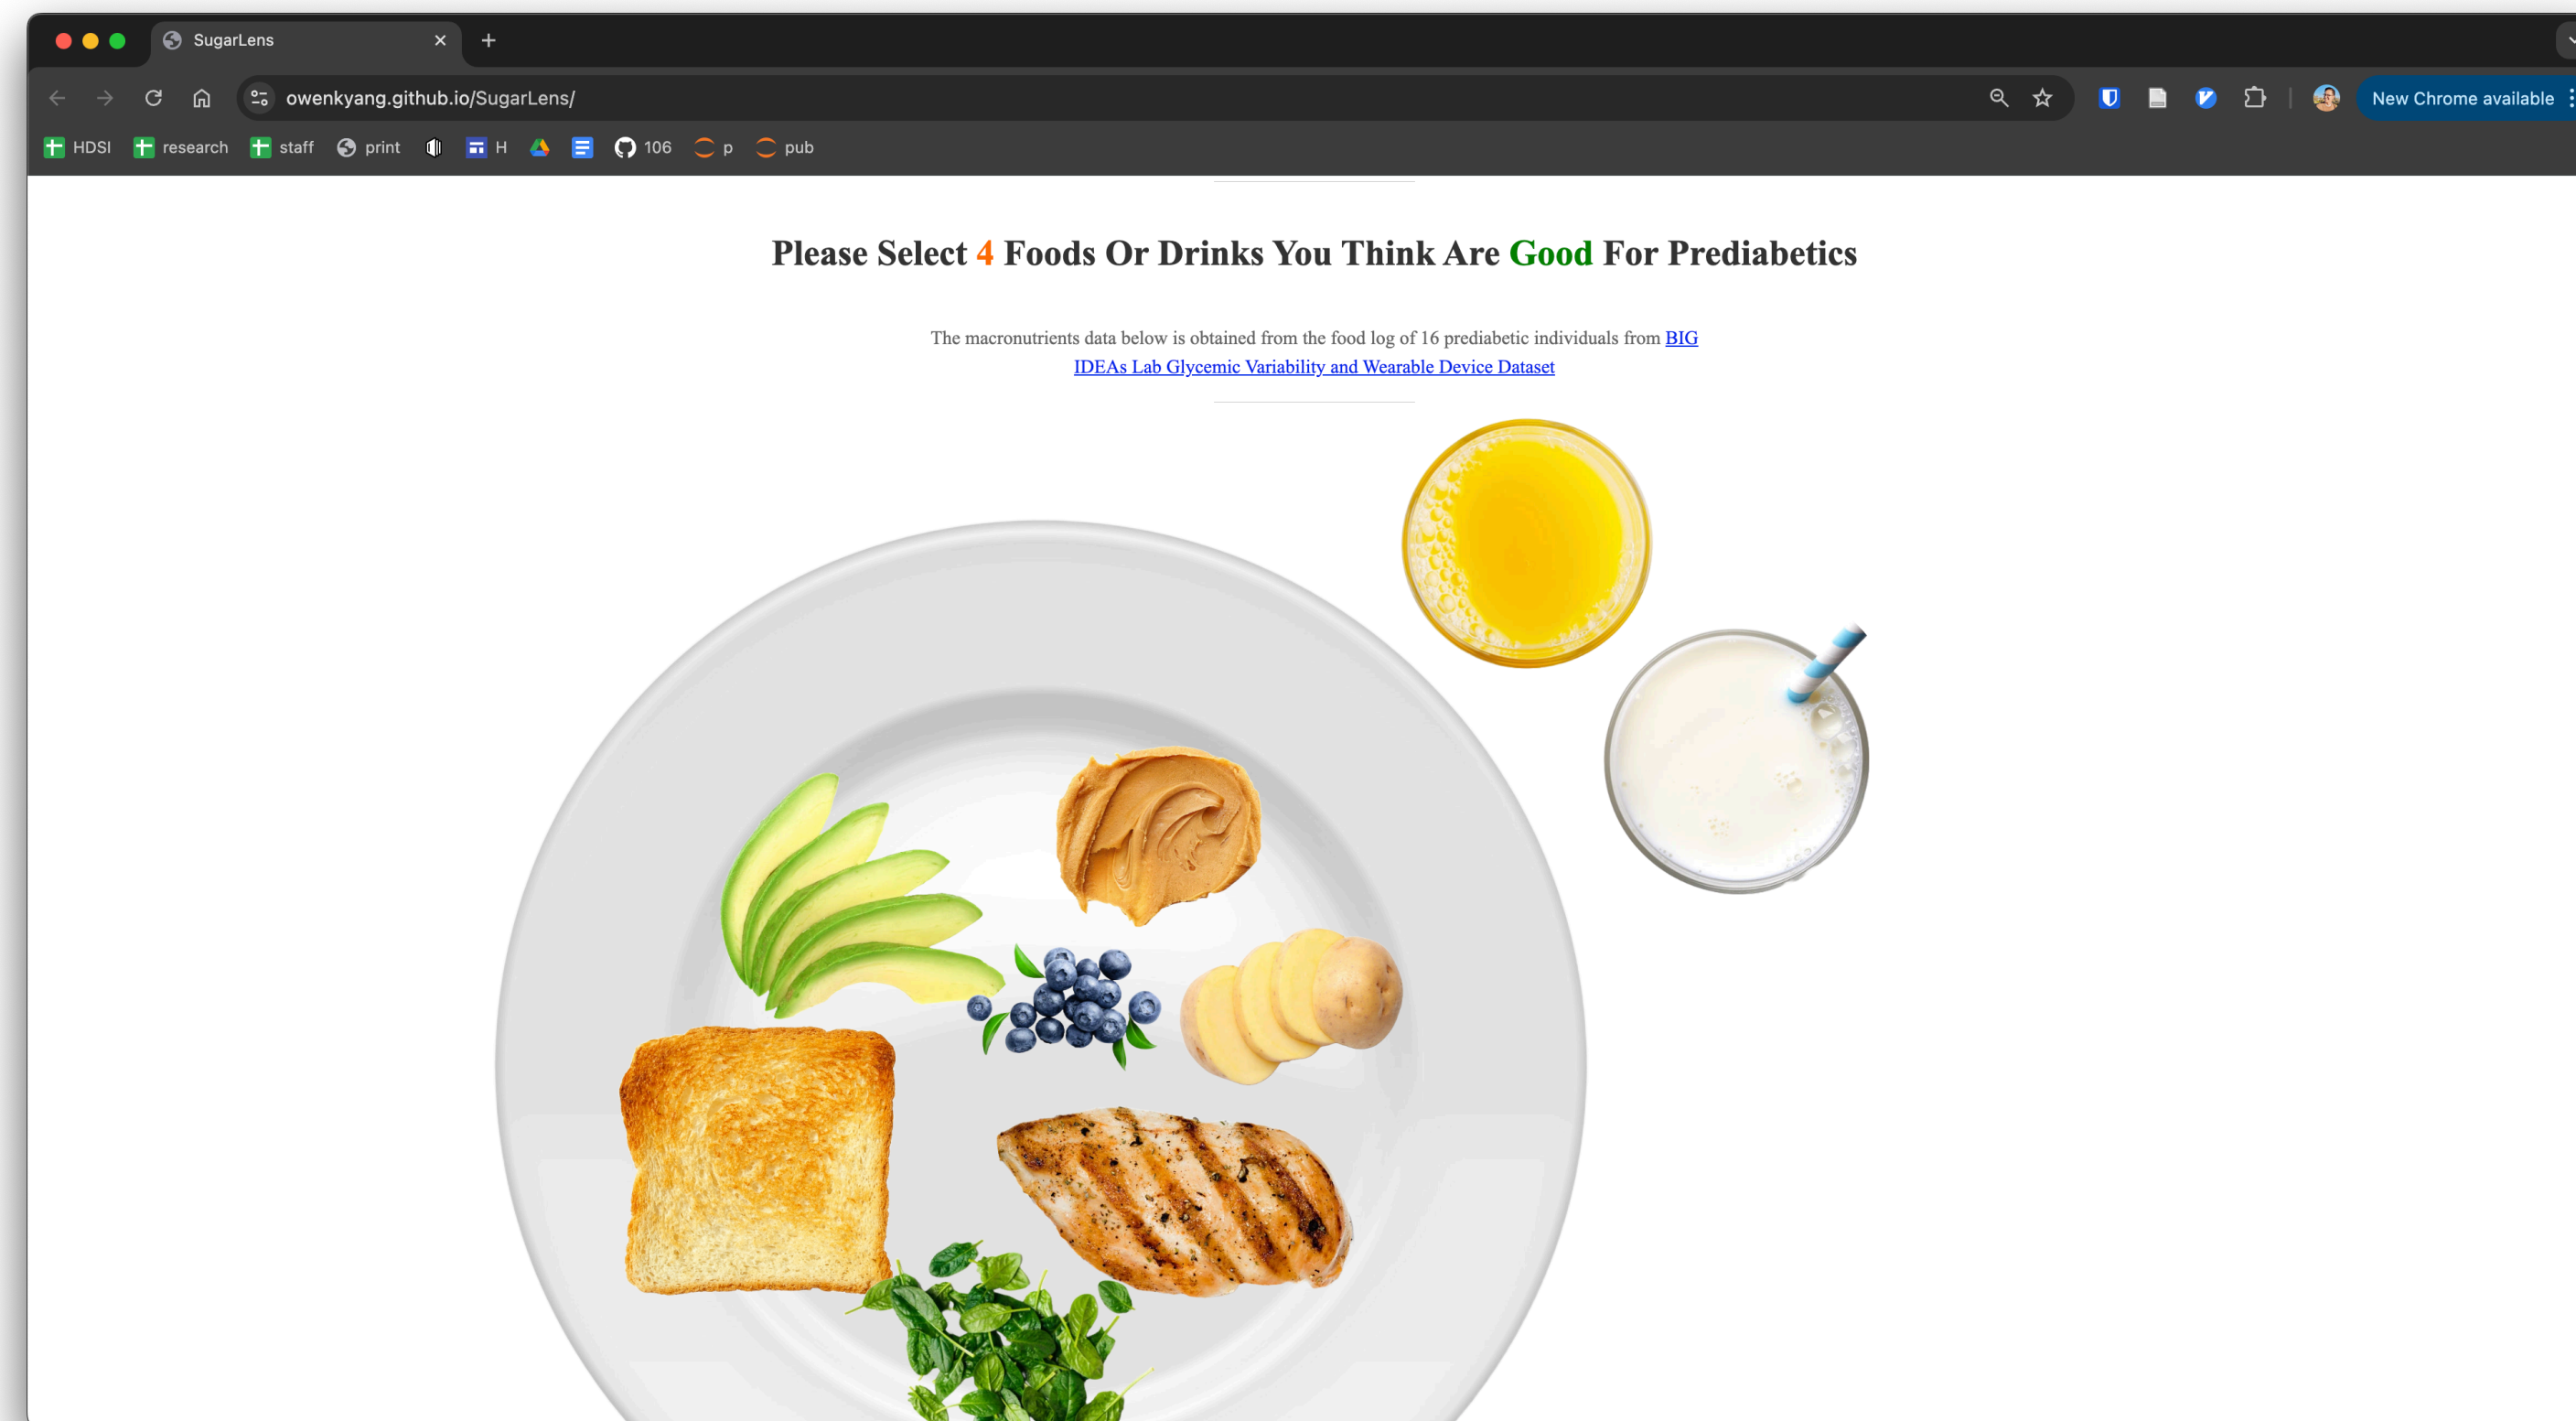 SugarLens
owenkyang.github.io/SugarLens/
New Chrome available
HDSI research staff print H 106 p pub
Please Select 4 Foods Or Drinks You Think Are Good For Prediabetics
The macronutrients data below is obtained from the food log of 16 prediabetic individuals from BIG
IDEAs Lab Glycemic Variability and Wearable Device Dataset